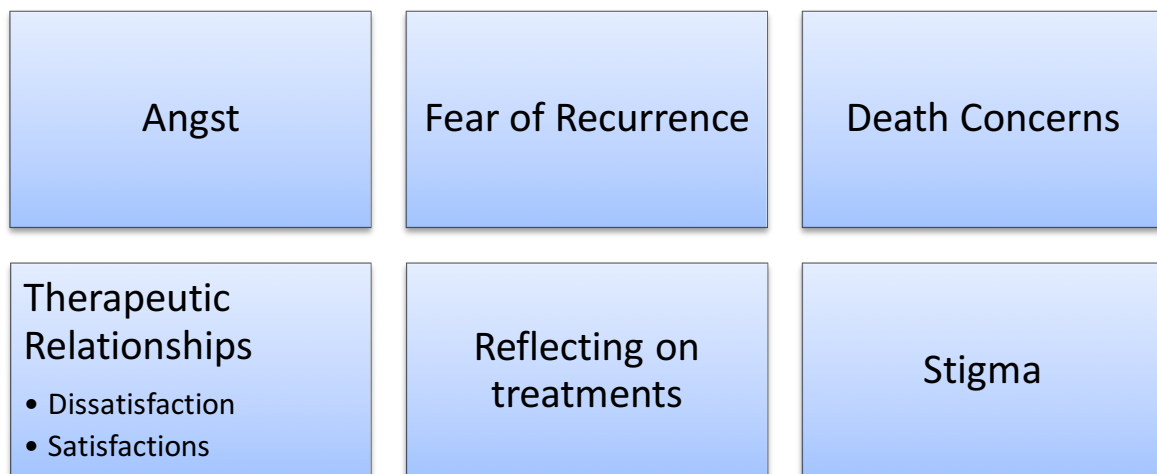 Angst
Fear of Recurrence
Death Concerns
Therapeutic
Relationships
• Dissatisfaction
• Satisfactions
Reflecting on
treatments
Stigma